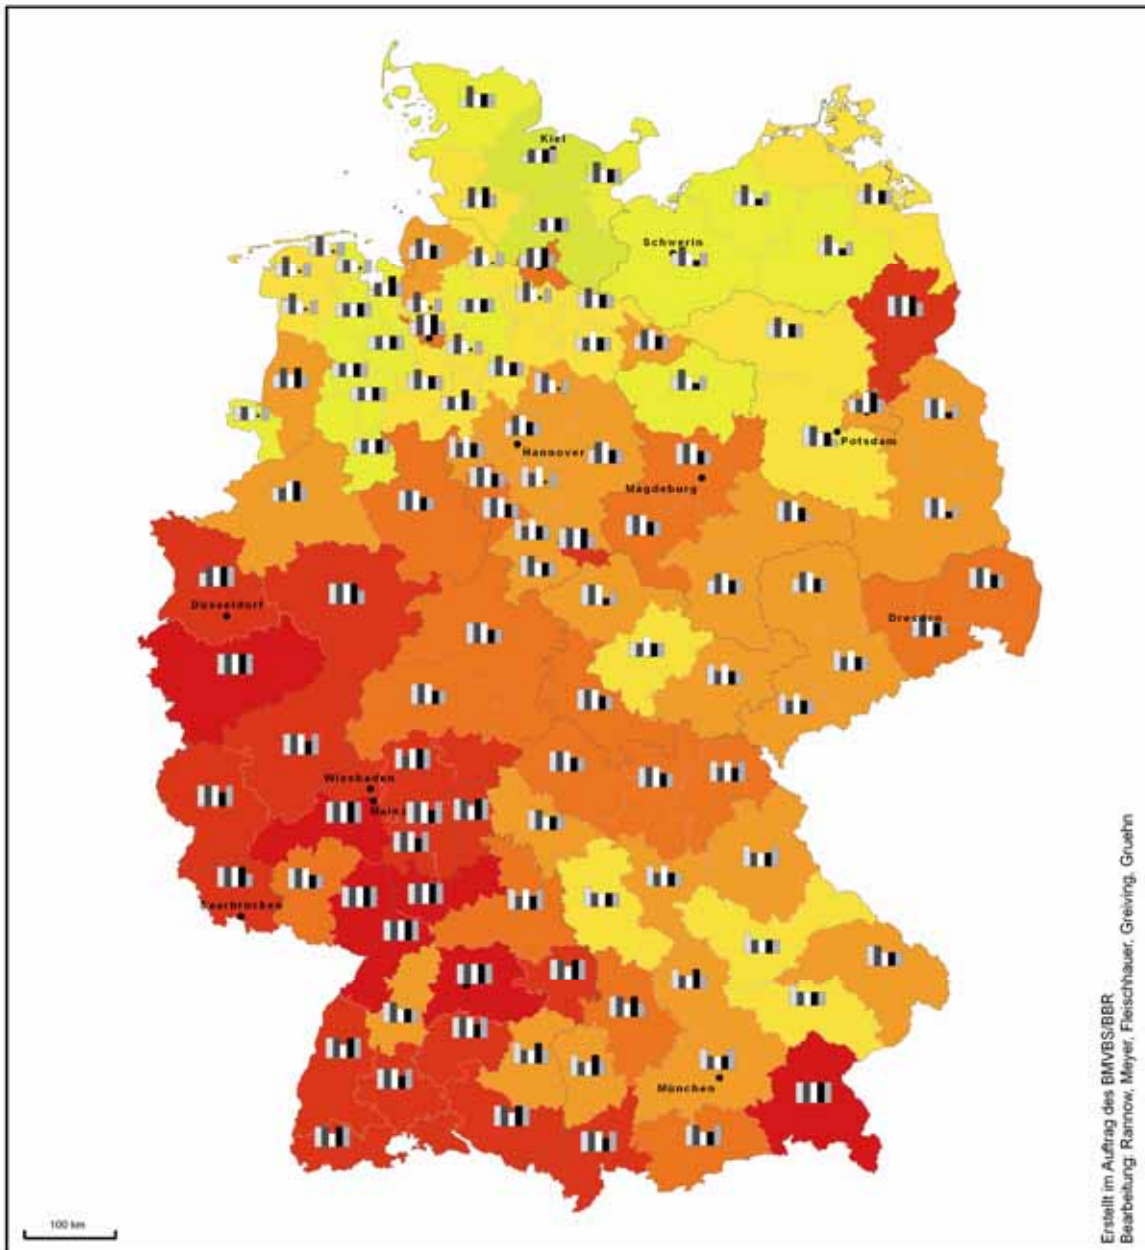 Kiel
Schwerin
Hannover
Potsdam
Magdeburg
Düsseldorf
Dresden
Wiesbaden
Mainz
Saarbrücken
München
100 km
Erstellt im Auftrag des BMVBS/BBR
Bearbeitung: Rannow, Meyer, Fleischhauer, Greiving, Gruehn